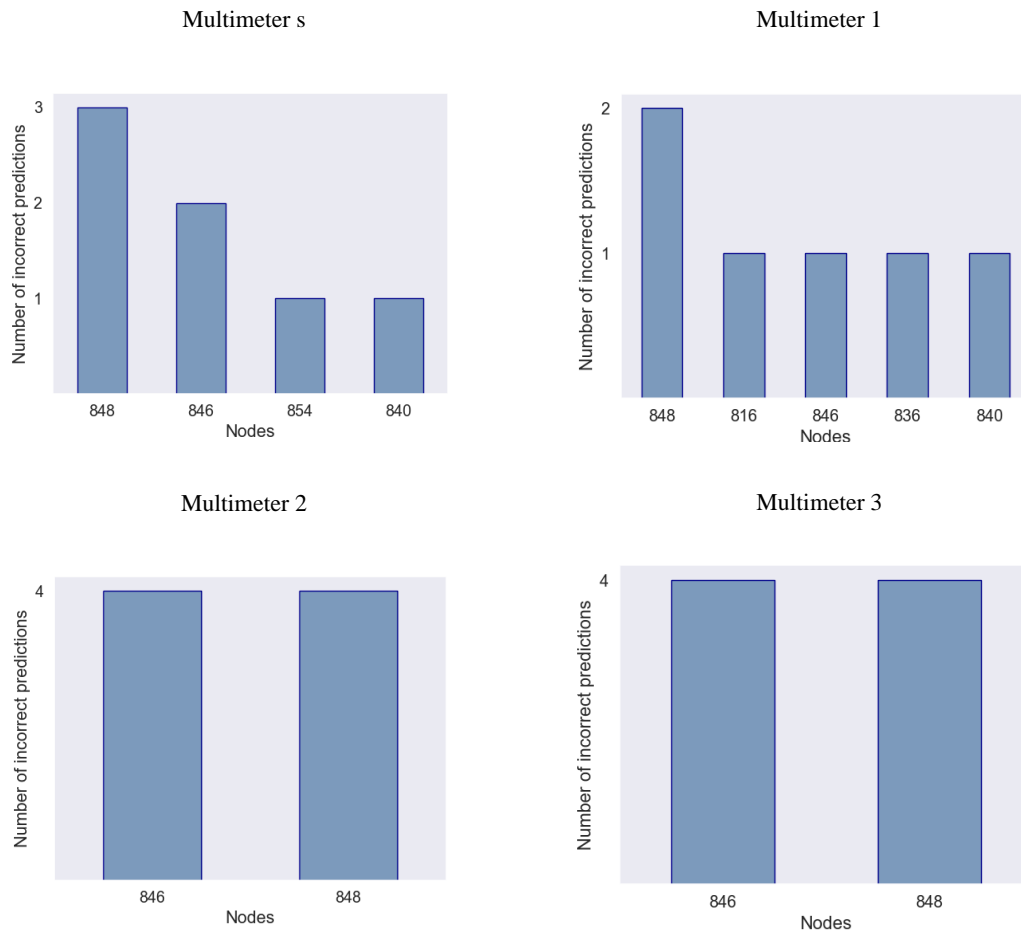 Multimeter s
Number of incorrect predictions
3
2
1
848 846 854 840
Nodes
Multimeter 1
Number of incorrect predictions
2
1
848 816 846 836 840
Nodes
Multimeter 2
Number of incorrect predictions
4
846 848
Nodes
Multimeter 3
Number of incorrect predictions
4
846 848
Nodes